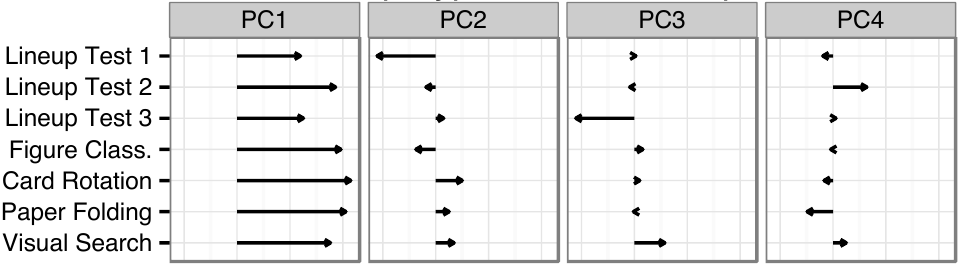 PC1 PC2 PC3 PC4
Lineup Test 1
Lineup Test 2
Lineup Test 3
Figure Class.
Card Rotation
Paper Folding
Visual Search